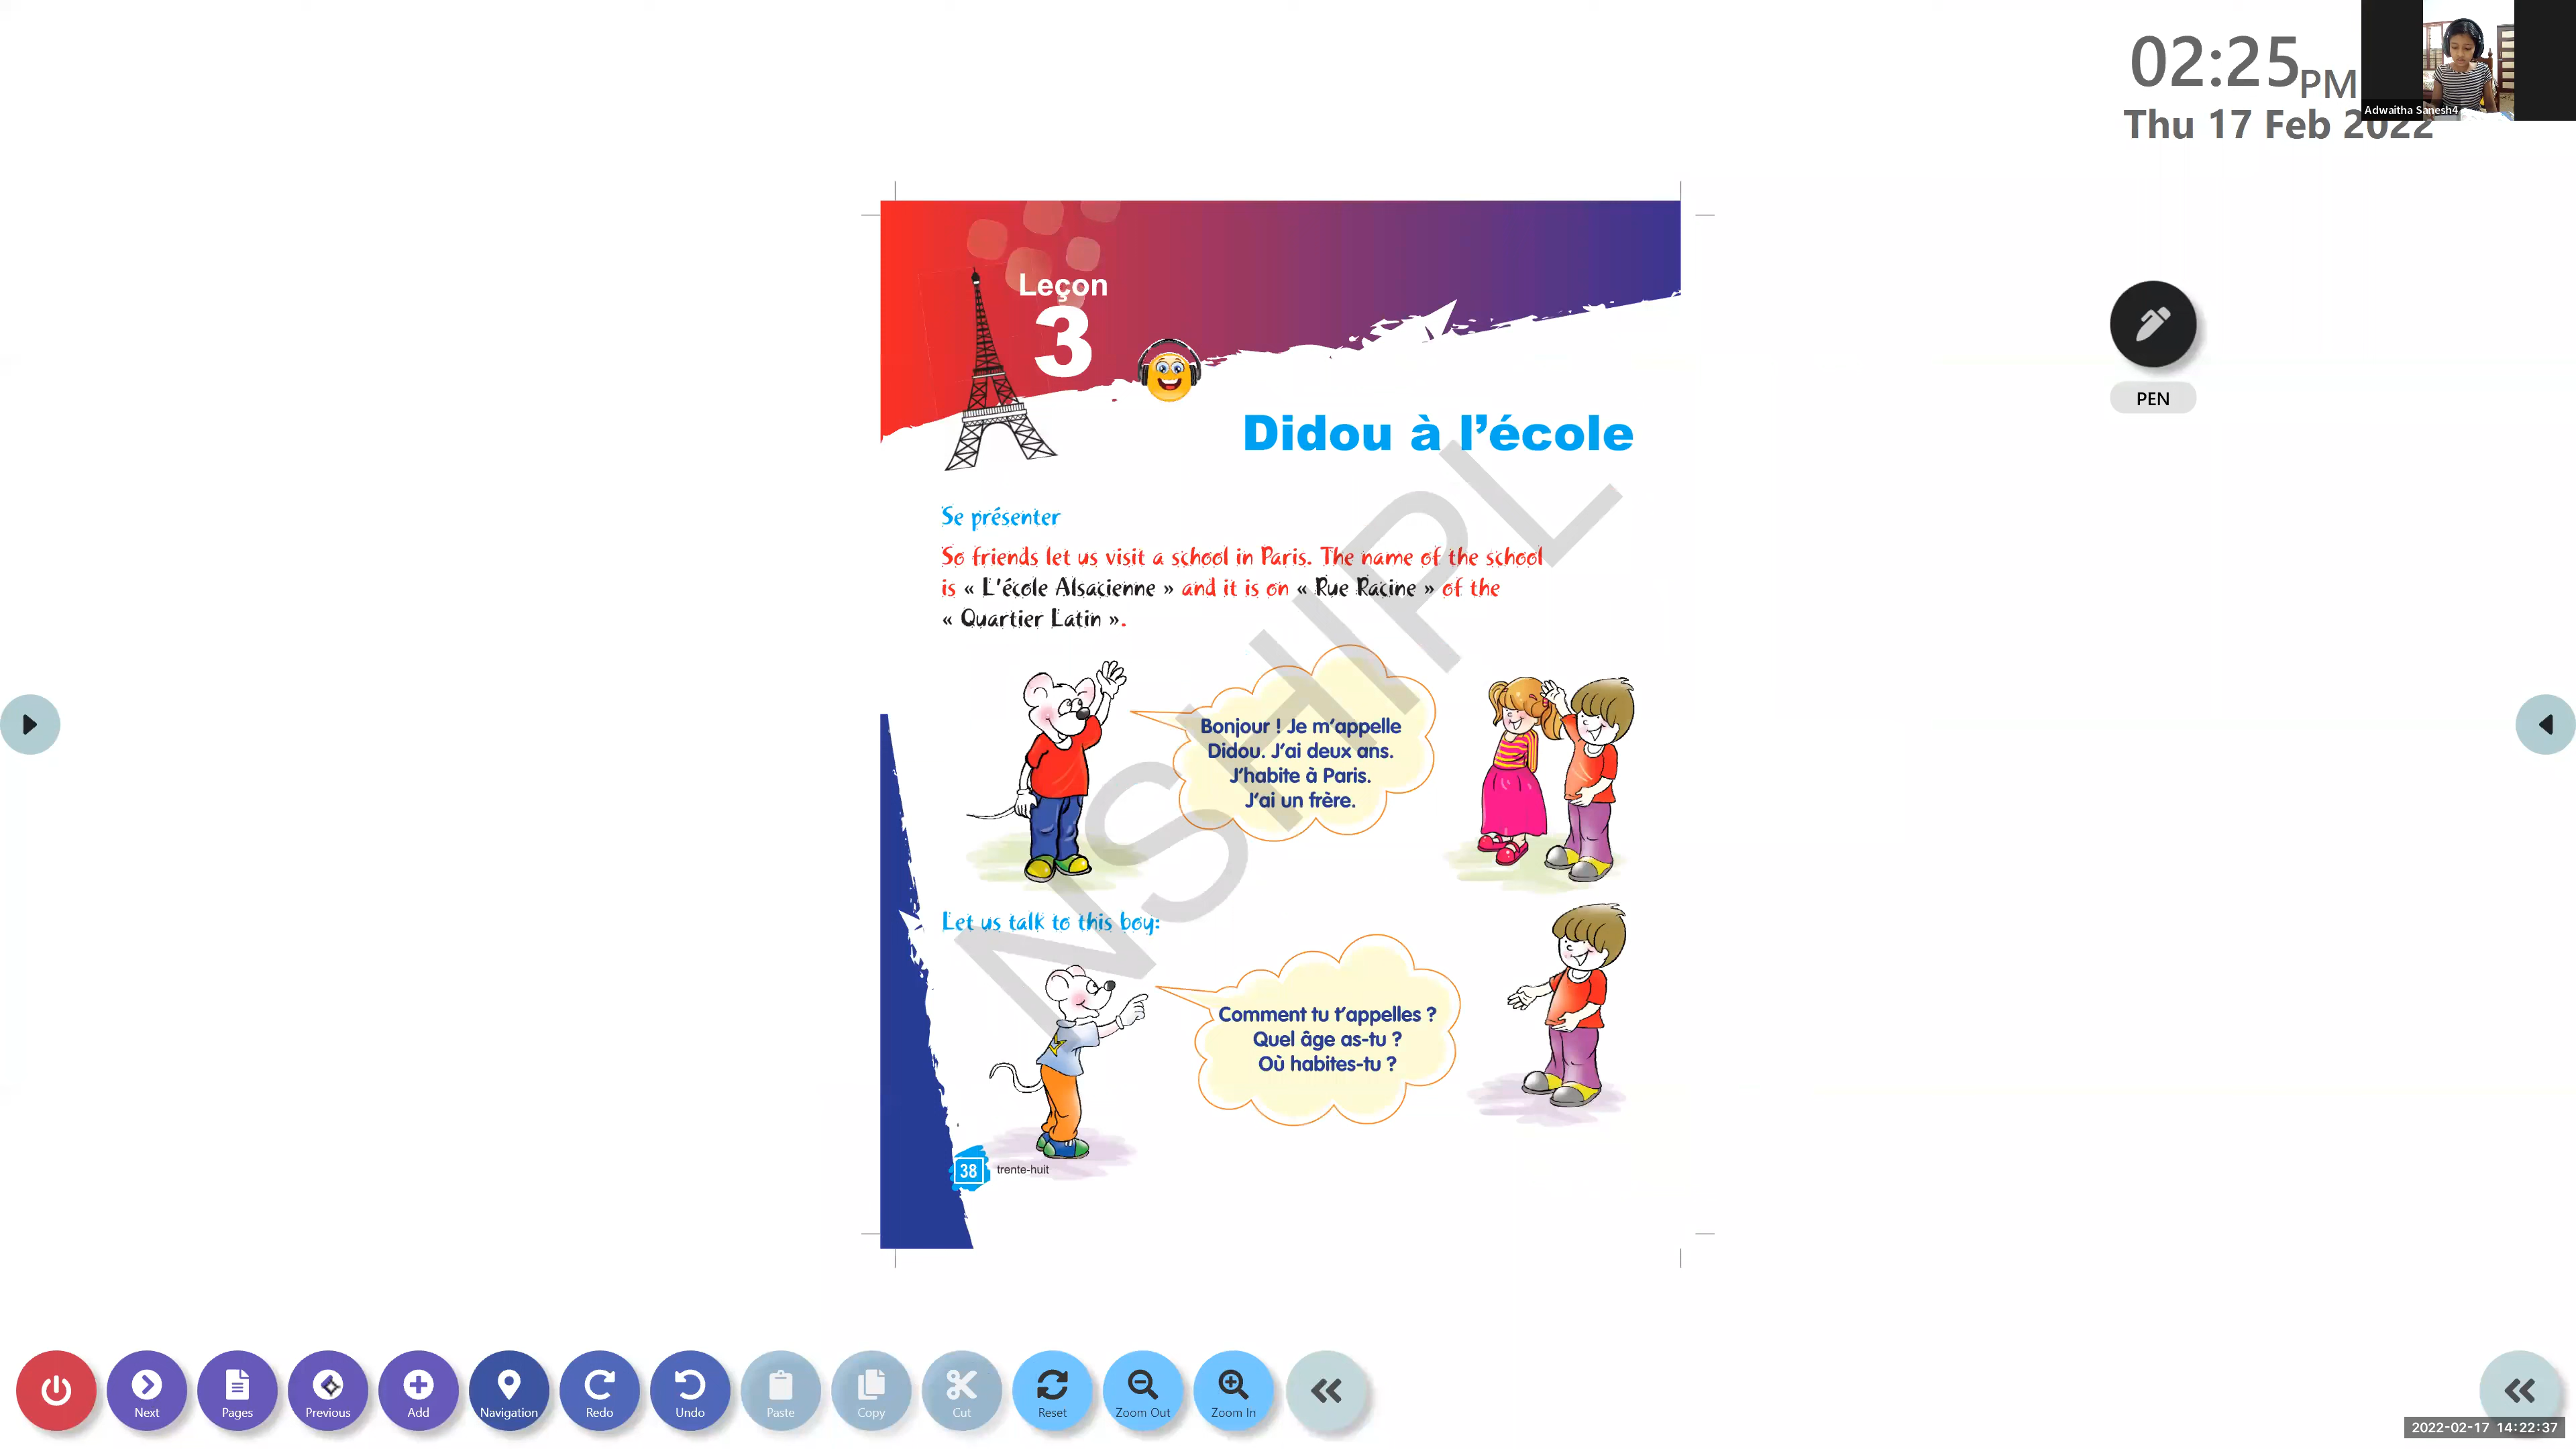 02:25 PM
Thu 17 Feb 2022
Adwaitha Sanesh4
PEN
Leçon
3
Didou à l'école
Se présenter
So friends let us visit a school in Paris. The name of the school
is « L'école Alsacienne » and it is on « Rue Racine » of the
« Quartier Latin ».
Bonjour ! Je m'appelle
Didou. J'ai deux ans.
J'habite à Paris.
J'ai un frère.
Let us talk to this boy:
Comment tu t'appelles ?
Quel âge as-tu ?
Où habites-tu ?
38 trente-huit
NSHIPL
Next
Pages
Previous
Add
Navigation
Redo
Undo
Paste
Copy
Cut
Reset
Zoom Out
Zoom In
2022-02-17 14:22:37